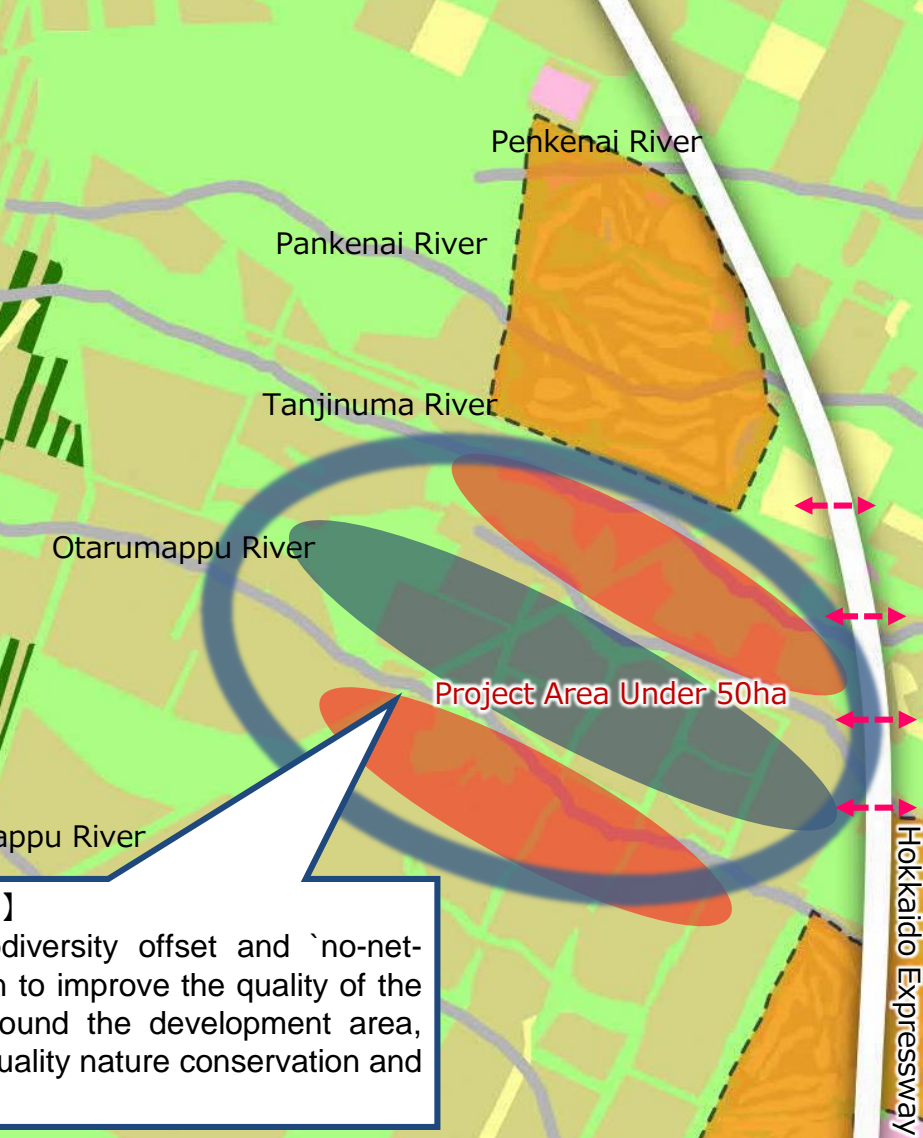 Penkenai River
Pankenai River
Tanjinuma River
Otarumappu River
Project Area Under 50ha
appu River
Hokkaido Expressway
】
diversity offset and `no-net-
to improve the quality of the
ound the development area,
uality nature conservation and